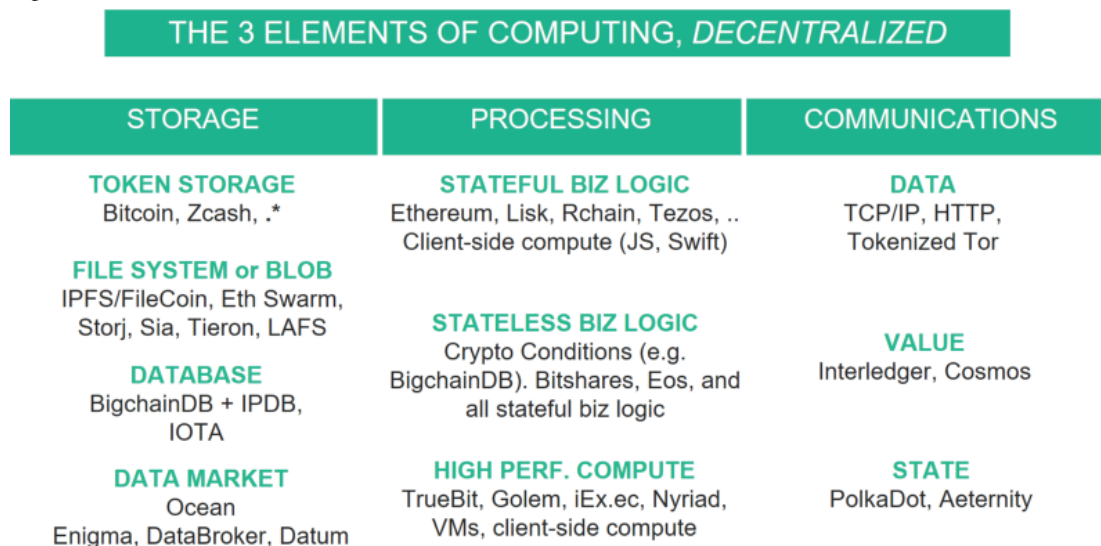 THE 3 ELEMENTS OF COMPUTING, DECENTRALIZED
STORAGE
TOKEN STORAGE
Bitcoin, Zcash, .*
FILE SYSTEM or BLOB
IPFS/FileCoin, Eth Swarm,
Storj, Sia, Tieron, LAFS
DATABASE
BigchainDB + IPDB,
IOTA
DATA MARKET
Ocean
Enigma, DataBroker, Datum
PROCESSING
STATEFUL BIZ LOGIC
Ethereum, Lisk, Rchain, Tezos, ..
Client-side compute (JS, Swift)
STATELESS BIZ LOGIC
Crypto Conditions (e.g.
BigchainDB). Bitshares, Eos, and
all stateful biz logic
HIGH PERF. COMPUTE
TrueBit, Golem, iEx.ec, Nyriad,
VMs, client-side compute
COMMUNICATIONS
DATA
TCP/IP, HTTP,
Tokenized Tor
VALUE
Interledger, Cosmos
STATE
PolkaDot, Aeternity